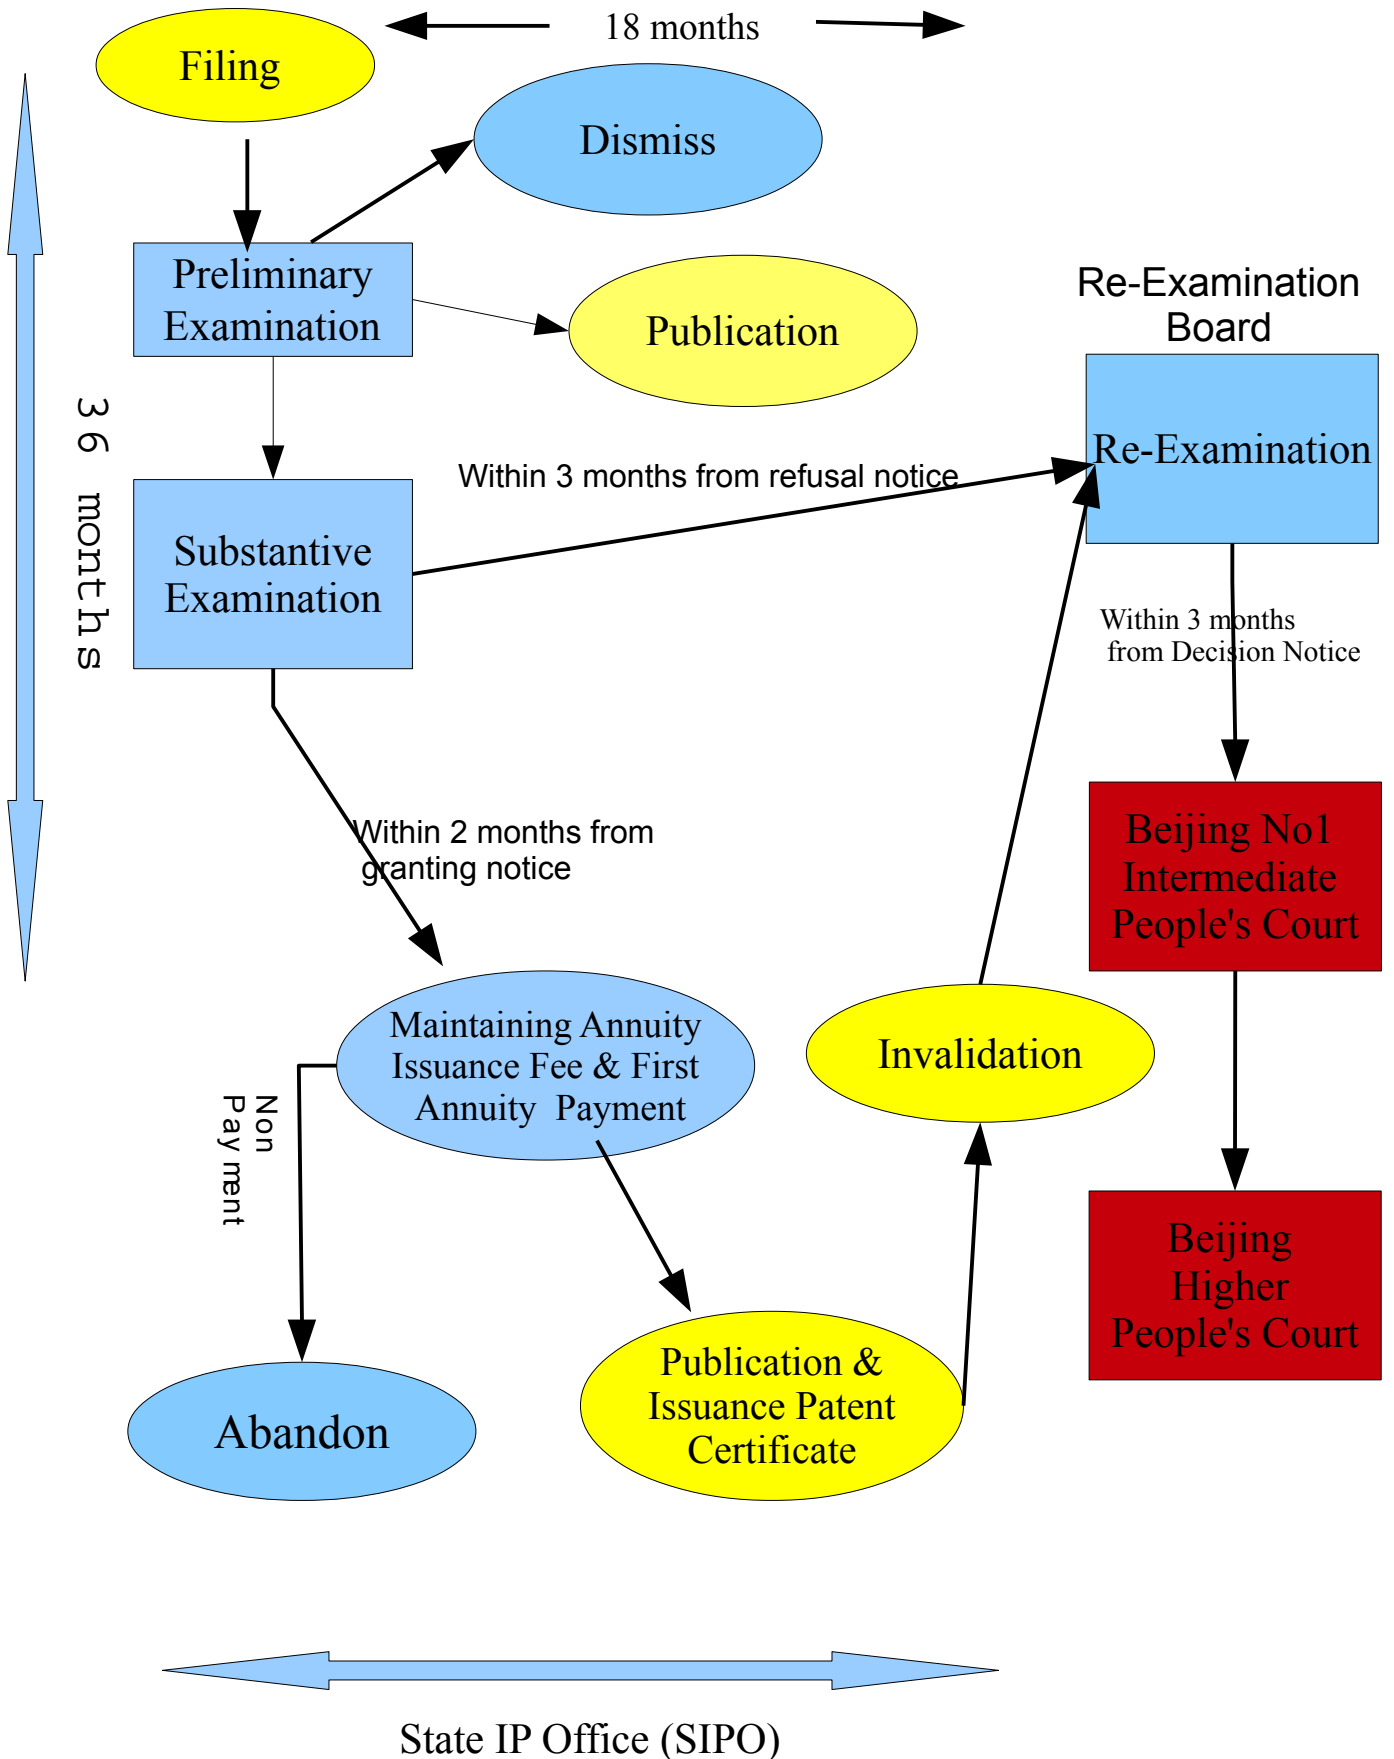 18 months
Filing
Dismiss
Preliminary
Examination
Publication
Re-Examination
Board
Re-Examination
36 months
Within 3 months from refusal notice
Substantive
Examination
Within 3 months
from Decision Notice
Within 2 months from
granting notice
Beijing No1
Intermediate
People's Court
Maintaining Annuity
Issuance Fee & First
Annuity Payment
Invalidation
Non
Payment
Beijing
Higher
People's Court
Publication &
Issuance Patent
Certificate
Abandon
State IP Office (SIPO)